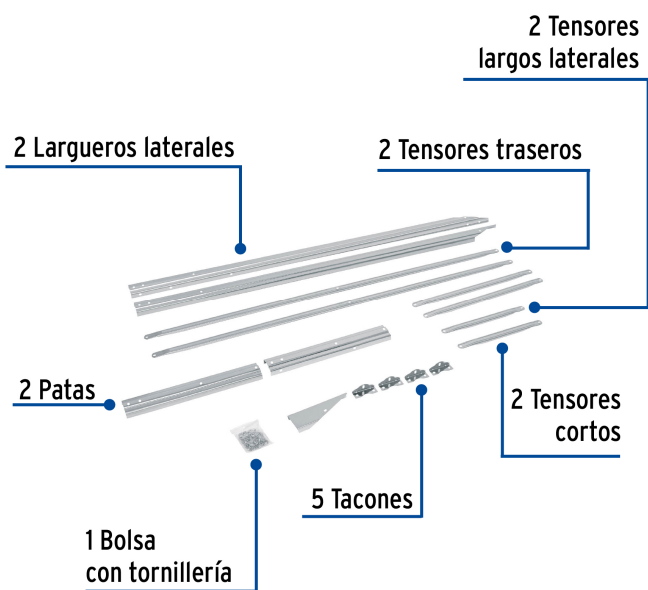 2 Tensores
largos laterales
2 Largueros laterales
2 Tensores traseros
2 Patas
2 Tensores
cortos
5 Tacones
1 Bolsa
con tornillería